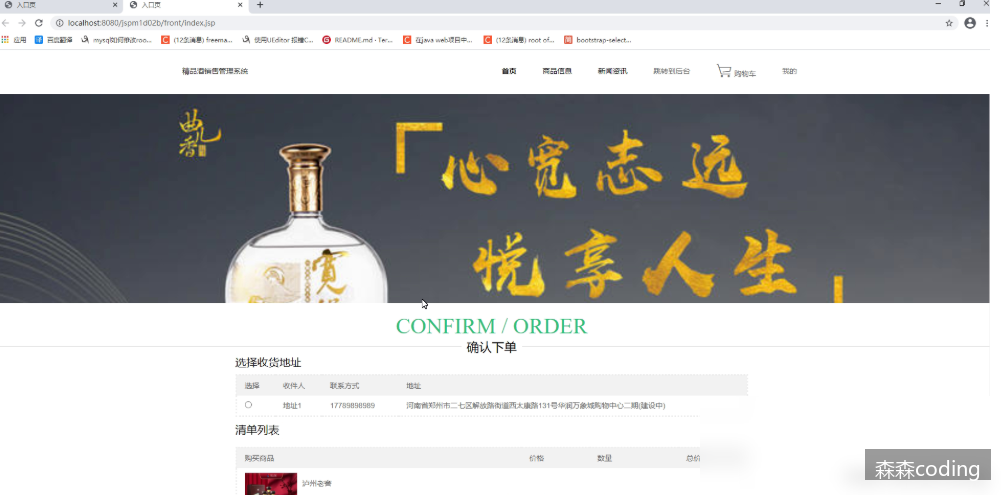 入口页
入口页
localhost:8080/jspm1d02b/front/index.jsp
应用 百度翻译 mysql如何修改roo... (12条消息) freema... 使用UEditor 报错C... README.md · Ter... 在java web项目中... (12条消息) root of... bootstrap-select...
精品酒销售管理系统 首页 商品信息 新闻资讯 跳转到后台 购物车 我的
曲儿香
心宽志远
悦享人生
CONFIRM / ORDER
确认下单
选择收货地址
选择 收件人 联系方式 地址
地址1 17789898989 河南省郑州市二七区解放路街道西太康路131号华润万象城购物中心二期(建设中)
清单列表
购买商品 价格 数量 总价
泸州老窖
森森coding